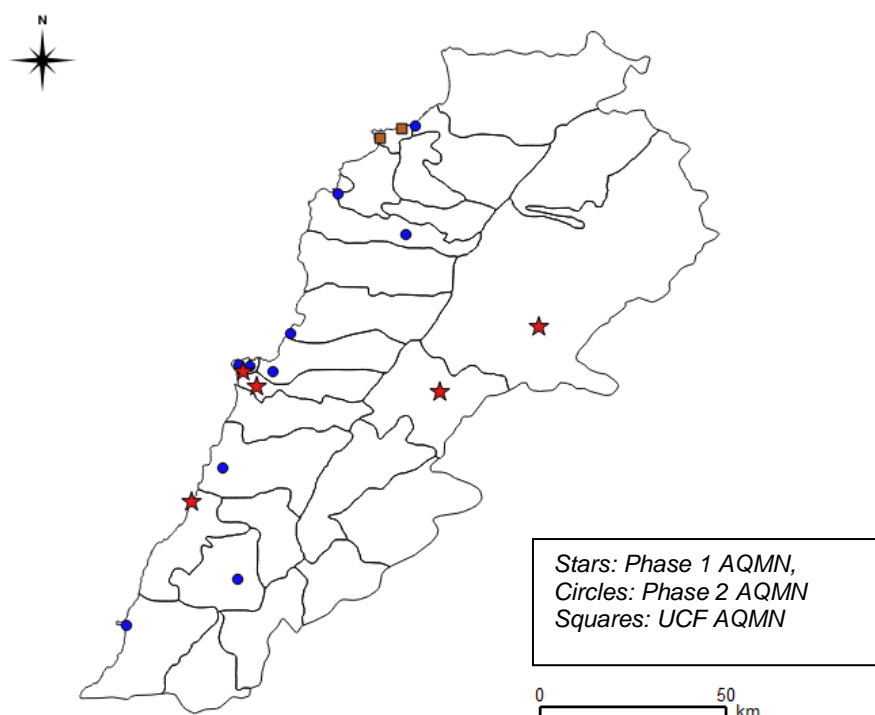 N
Stars: Phase 1 AQMN,
Circles: Phase 2 AQMN
Squares: UCF AQMN
0 50
km